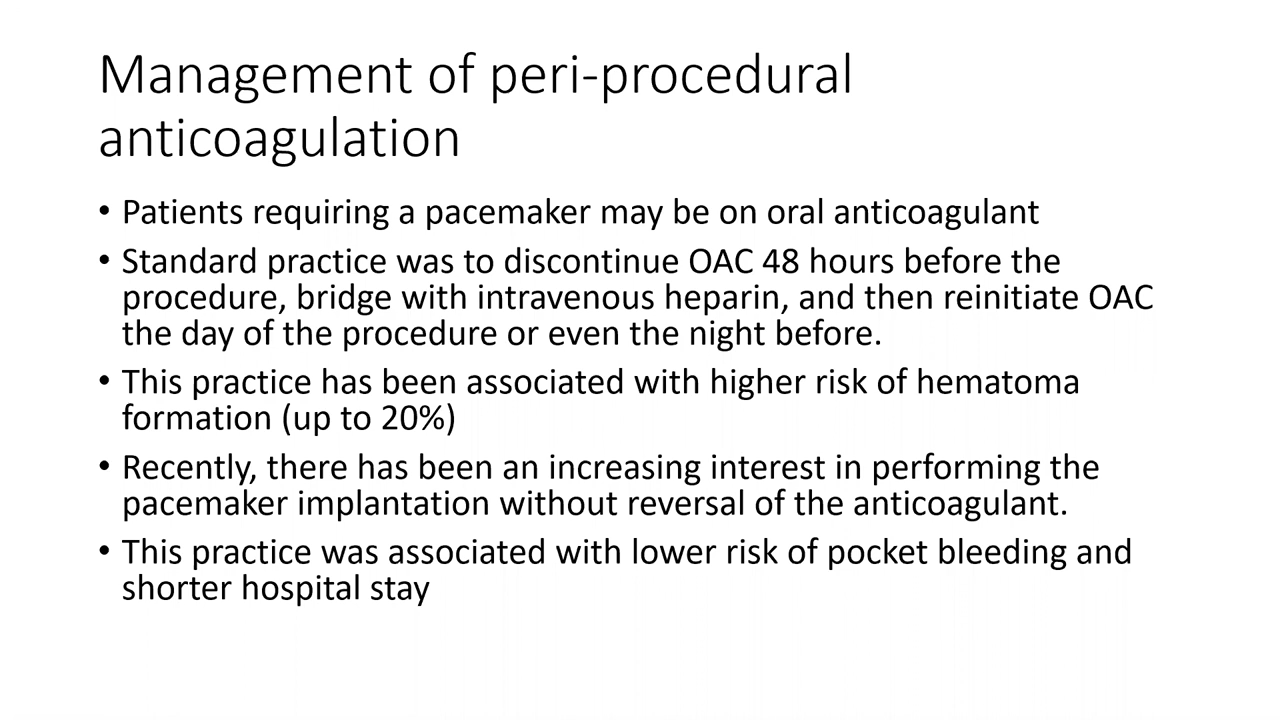 Management of peri-procedural
anticoagulation
• Patients requiring a pacemaker may be on oral anticoagulant
• Standard practice was to discontinue OAC 48 hours before the
procedure, bridge with intravenous heparin, and then reinitiate OAC
the day of the procedure or even the night before.
• This practice has been associated with higher risk of hematoma
formation (up to 20%)
• Recently, there has been an increasing interest in performing the
pacemaker implantation without reversal of the anticoagulant.
• This practice was associated with lower risk of pocket bleeding and
shorter hospital stay